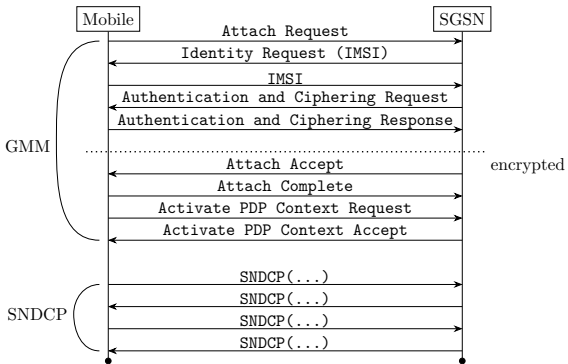 Mobile
SGSN
Attach Request
Identity Request (IMSI)
IMSI
Authentication and Ciphering Request
Authentication and Ciphering Response
GMM
encrypted
Attach Accept
Attach Complete
Activate PDP Context Request
Activate PDP Context Accept
SNDCP(...)
SNDCP(...)
SNDCP
SNDCP(...)
SNDCP(...)